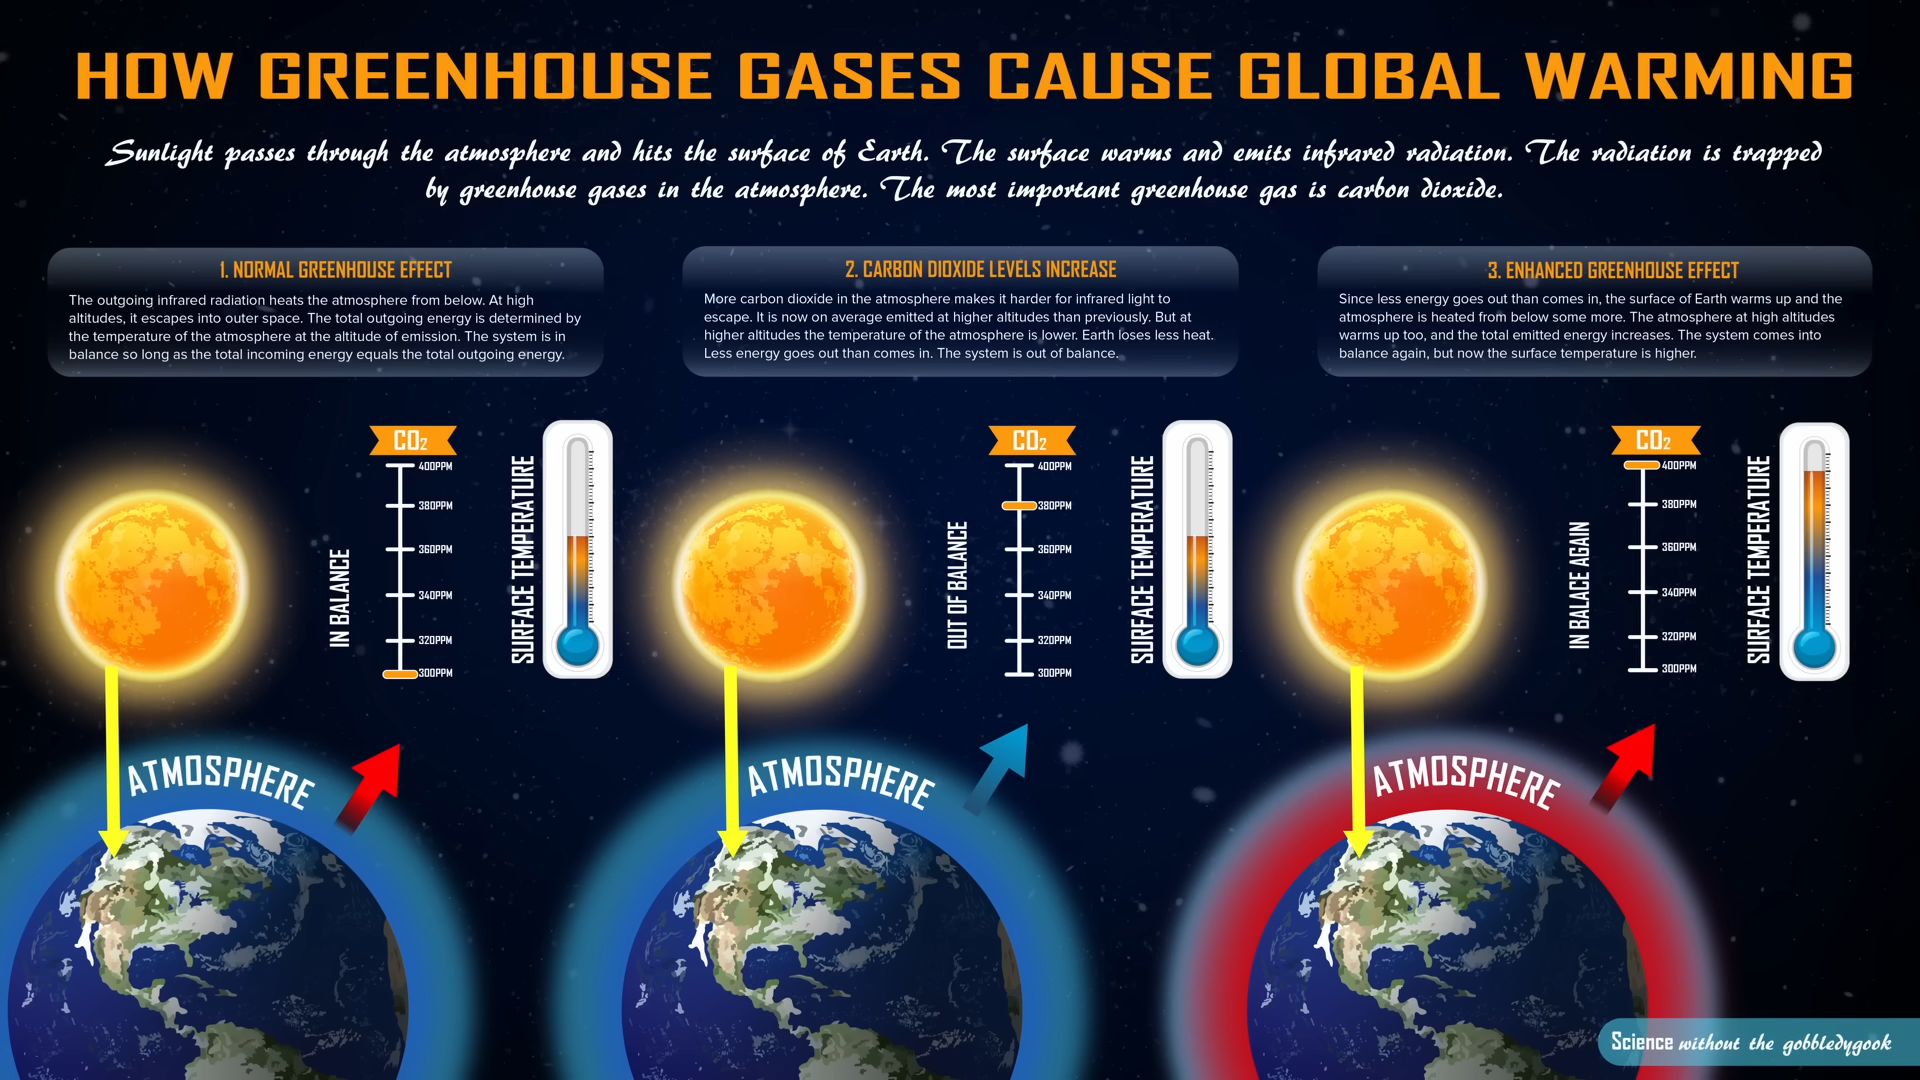 HOW GREENHOUSE GASES CAUSE GLOBAL WARMING
Sunlight passes through the atmosphere and hits the surface of Earth. The surface warms and emits infrared radiation. The radiation is trapped
by greenhouse gases in the atmosphere. The most important greenhouse gas is carbon dioxide.
1. NORMAL GREENHOUSE EFFECT
The outgoing infrared radiation heats the atmosphere from below. At high
altitudes, it escapes into outer space. The total outgoing energy is determined by
the temperature of the atmosphere at the altitude of emission. The system is in
balance so long as the total incoming energy equals the total outgoing energy.
2. CARBON DIOXIDE LEVELS INCREASE
More carbon dioxide in the atmosphere makes it harder for infrared light to
escape. It is now on average emitted at higher altitudes than previously. But at
higher altitudes the temperature of the atmosphere is lower. Earth loses less heat.
Less energy goes out than comes in. The system is out of balance.
3. ENHANCED GREENHOUSE EFFECT
Since less energy goes out than comes in, the surface of Earth warms up and the
atmosphere is heated from below some more. The atmosphere at high altitudes
warms up too, and the total emitted energy increases. The system comes into
balance again, but now the surface temperature is higher.
IN BALANCE
CO2
400PPM
380PPM
360PPM
340PPM
320PPM
300PPM
SURFACE TEMPERATURE
ATMOSPHERE
OUT OF BALANCE
CO2
400PPM
380PPM
360PPM
340PPM
320PPM
300PPM
SURFACE TEMPERATURE
ATMOSPHERE
IN BALACE AGAIN
CO2
400PPM
380PPM
360PPM
340PPM
320PPM
300PPM
SURFACE TEMPERATURE
ATMOSPHERE
Science without the gobbledygook